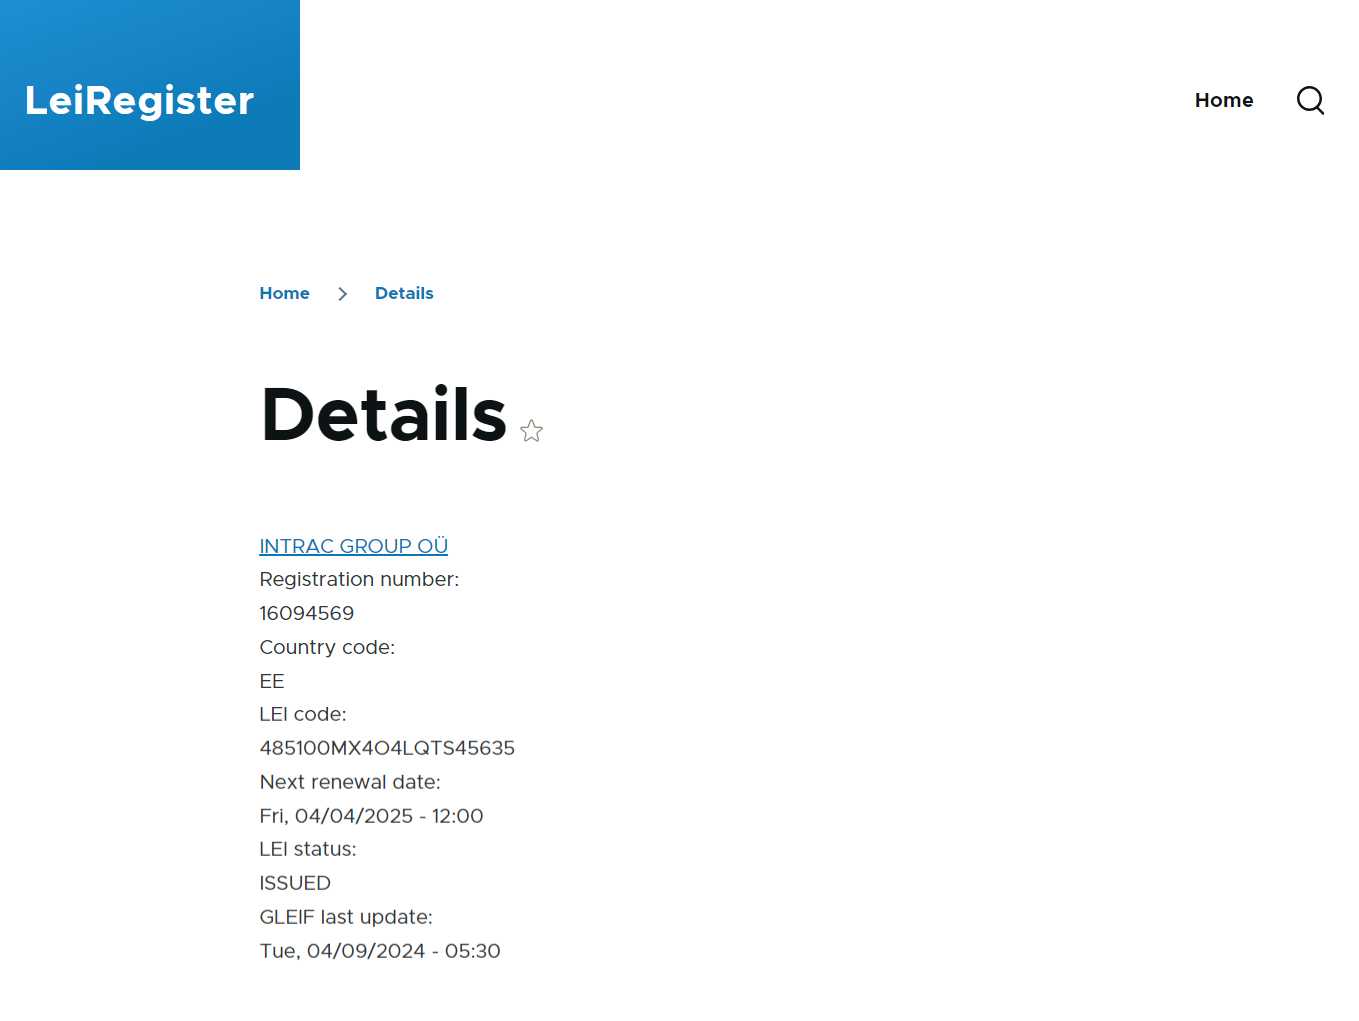 LeiRegister
Home
Home
Details
Details
INTRAC GROUP OÜ
Registration number:
16094569
Country code:
EE
LEI code:
485100MX4O4LQTS45635
Next renewal date:
Fri, 04/04/2025 - 12:00
LEI status:
ISSUED
GLEIF last update:
Tue, 04/09/2024 - 05:30